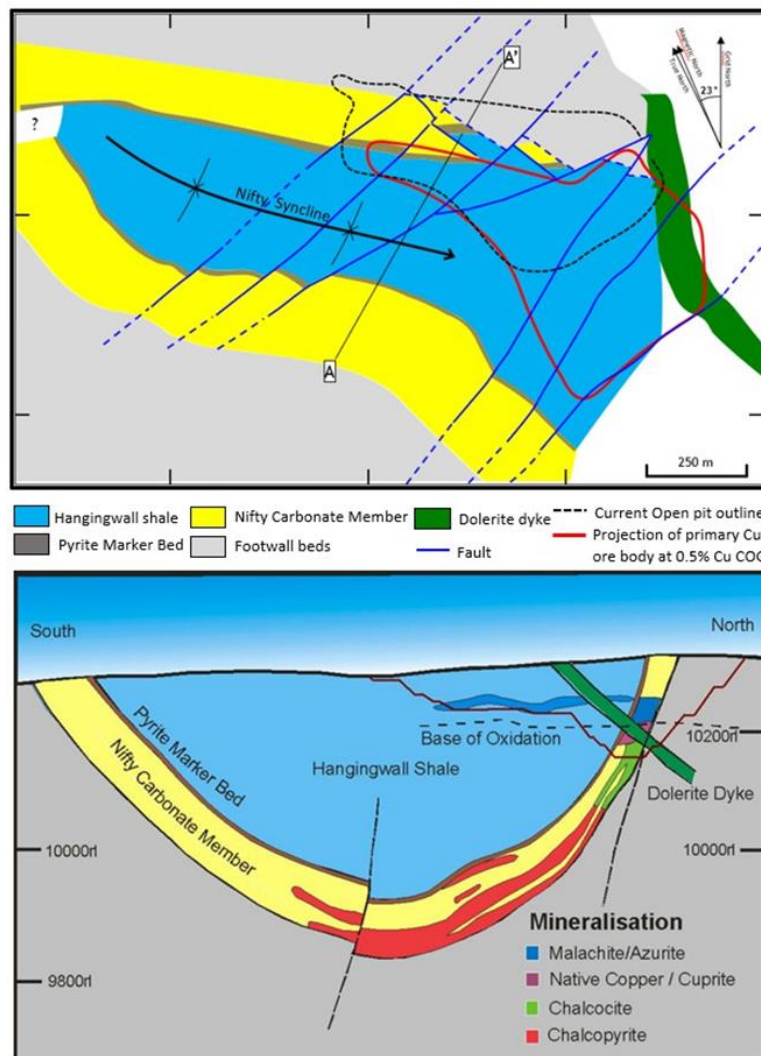 A'
Magnetic North
True North
Grid North
23°
?
Nifty Syncline
A
250 m
Hangingwall shale
Nifty Carbonate Member
Dolerite dyke
Current Open pit outline
Pyrite Marker Bed
Footwall beds
Fault
Projection of primary Cu
ore body at 0.5% Cu COG
South
North
Pyrite Marker Bed
Nifty Carbonate Member
Hangingwall Shale
Base of Oxidation
10200rl
Dolerite Dyke
10000rl
10000rl
9800rl
Mineralisation
Malachite/Azurite
Native Copper / Cuprite
Chalcocite
Chalcopyrite